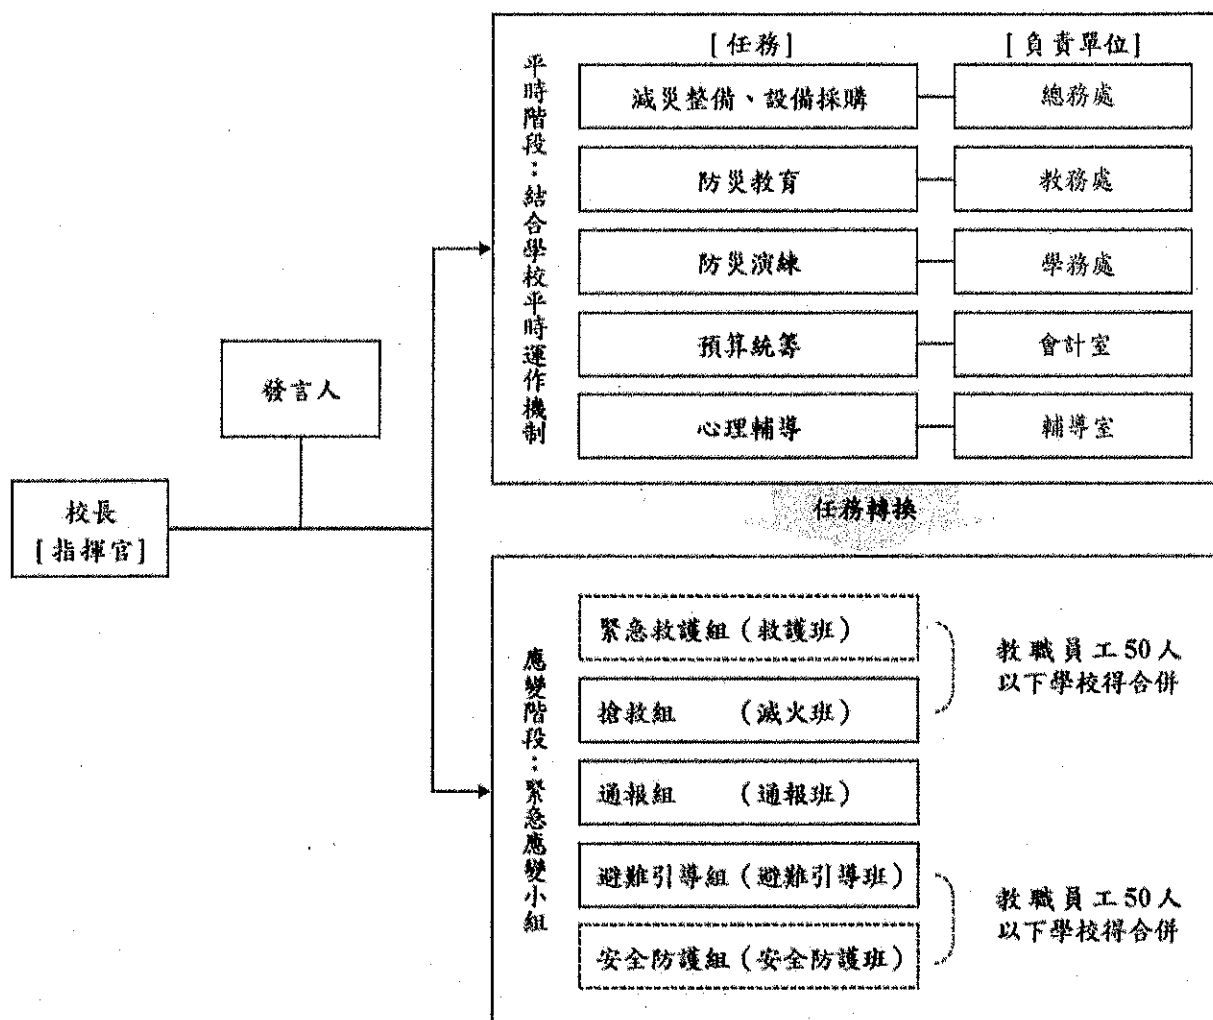 校長
[指揮官]
發言人
平時階段：結合學校平時運作機制
[任務]
[負責單位]
減災整備、設備採購
總務處
防災教育
教務處
防災演練
學務處
預算統籌
會計室
心理輔導
輔導室
任務轉換
應變階段：緊急應變小組
緊急救護組（救護班）
搶救組（滅火班）
教職員工50人
以下學校得合併
通報組（通報班）
避難引導組（避難引導班）
安全防護組（安全防護班）
教職員工50人
以下學校得合併